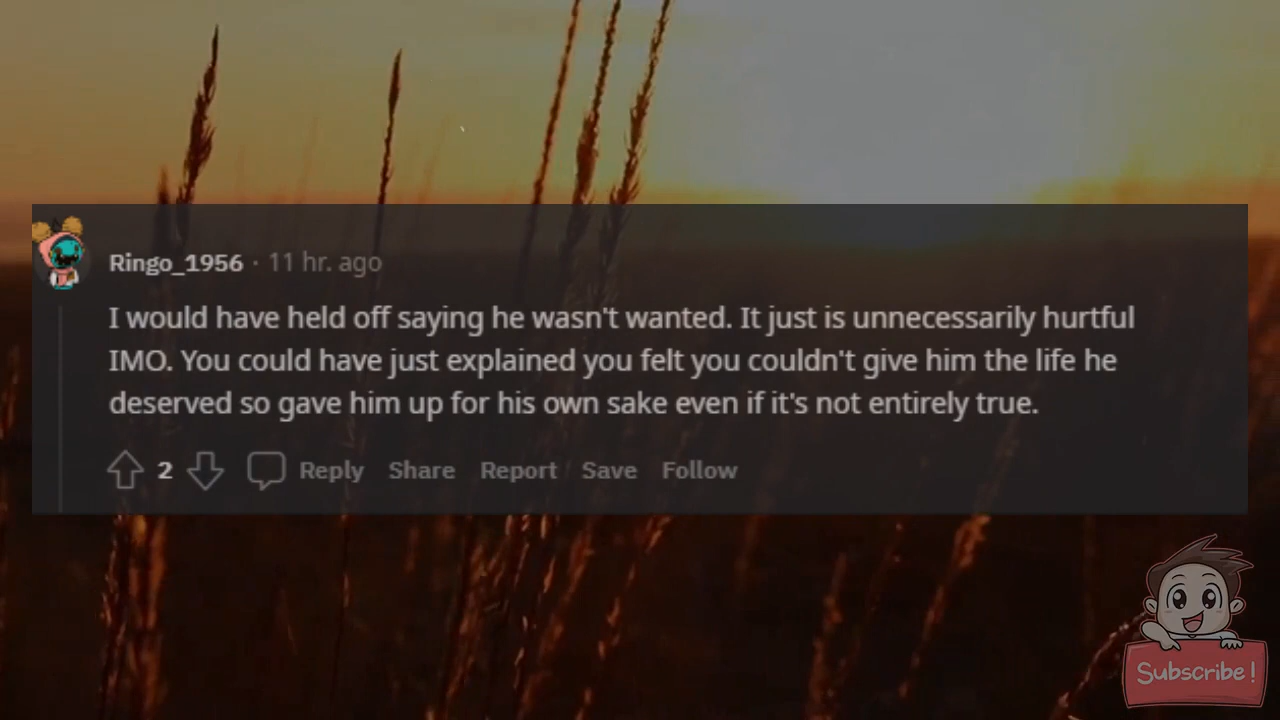 Ringo_1956 · 11 hr. ago
I would have held off saying he wasn't wanted. It just is unnecessarily hurtful
IMO. You could have just explained you felt you couldn't give him the life he
deserved so gave him up for his own sake even if it's not entirely true.
2 Reply Share Report Save Follow
Subscribe!